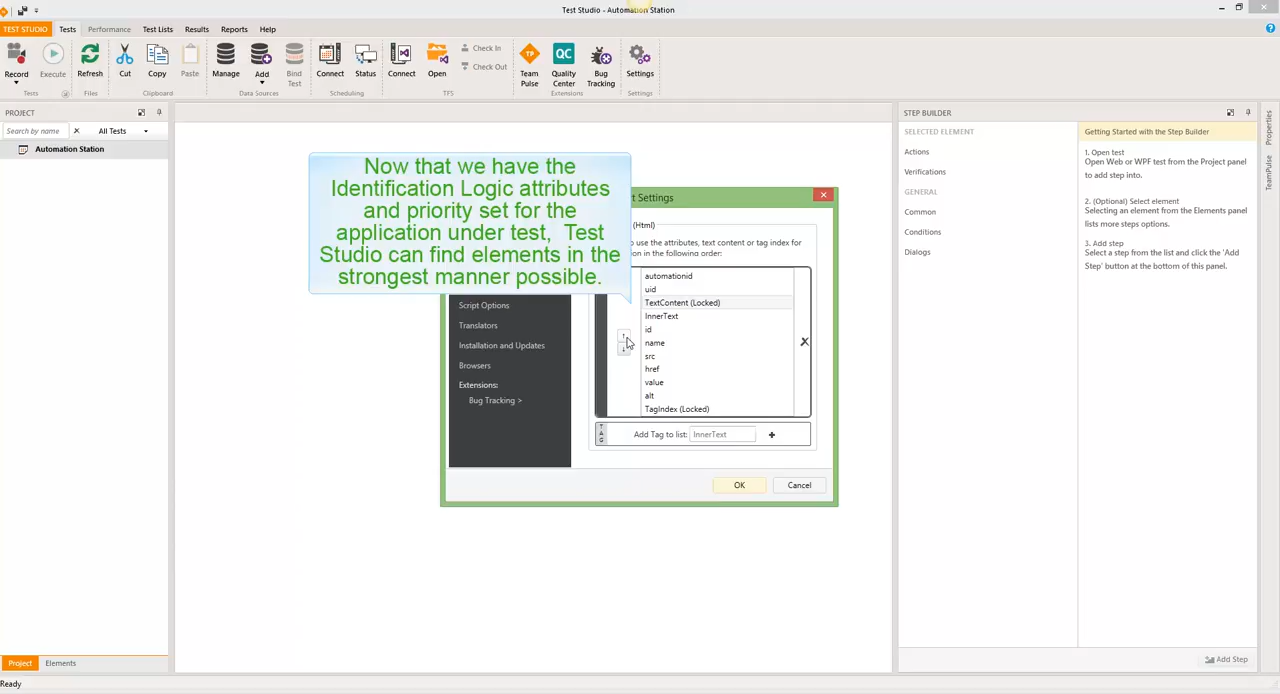 Test Studio - Automation Station
TEST STUDIO Tests Performance Test Lists Results Reports Help
Record Execute Refresh Cut Copy Paste Manage Add Bind Test Connect Status Connect Open Check In Check Out Team Pulse Quality Center Bug Tracking Settings
Tests Files Clipboard Data Sources Scheduling TFS Extensions Settings
PROJECT
Search by name All Tests
Automation Station
Now that we have the
Identification Logic attributes
and priority set for the
application under test, Test
Studio can find elements in the
strongest manner possible.
t Settings
(Html)
o use the attributes, text content or tag index for
on in the following order:
automationid
uid
TextContent (Locked)
InnerText
id
name
src
href
value
alt
TagIndex (Locked)
Script Options
Translators
Installation and Updates
Browsers
Extensions:
Bug Tracking >
TAG
Add Tag to list: InnerText
OK Cancel
STEP BUILDER
SELECTED ELEMENT
Actions
Verifications
GENERAL
Common
Conditions
Dialogs
Getting Started with the Step Builder
1. Open test
Open Web or WPF test from the Project panel
to add step into.
2. (Optional) Select element
Selecting an element from the Elements panel
lists more steps options.
3. Add step
Select a step from the list and click the 'Add
Step' button at the bottom of this panel.
Properties
TeamPulse
Add Step
Project Elements
Ready